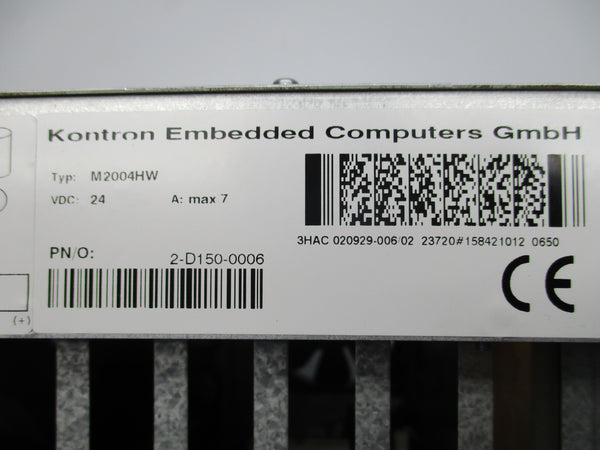 Kontron Embedded Computers GmbH
Typ: M2004HW
VDC: 24 A: max 7
3HAC 020929-006/02 23720#158421012 0650
PN/O: 2-D150-0006
CE
(+)